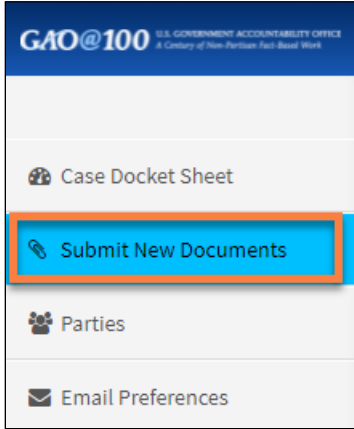 GAO@100 U.S. GOVERNMENT ACCOUNTABILITY OFFICE
A Century of Non-Partisan Fact-Based Work
Case Docket Sheet
Submit New Documents
Parties
Email Preferences